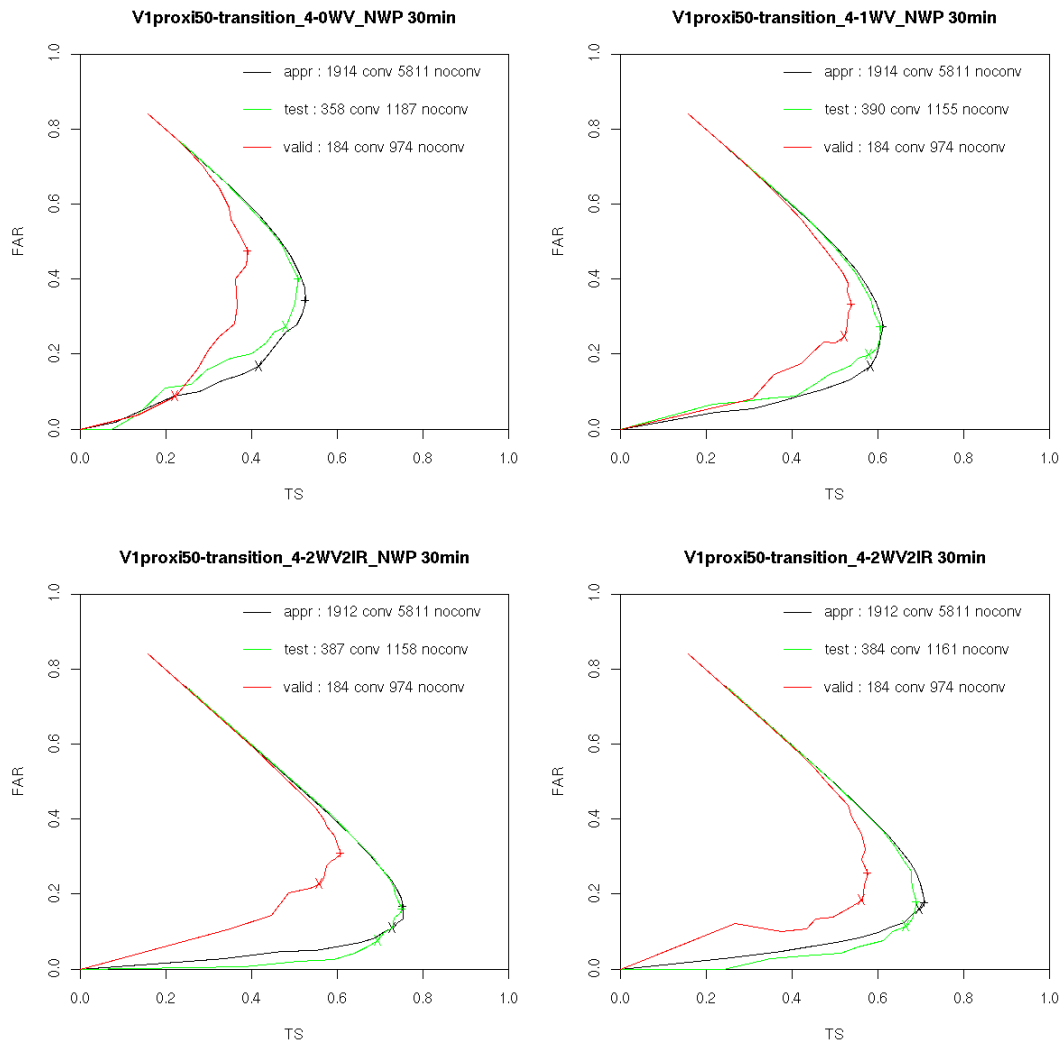 V1proxi50-transition_4-0WV_NWP 30min
appr : 1914 conv 5811 noconv
test : 358 conv 1187 noconv
valid : 184 conv 974 noconv
FAR
1.0
0.8
0.6
0.4
0.2
0.0
0.0 0.2 0.4 0.6 0.8 1.0
TS
V1proxi50-transition_4-1WV_NWP 30min
appr : 1914 conv 5811 noconv
test : 390 conv 1155 noconv
valid : 184 conv 974 noconv
FAR
1.0
0.8
0.6
0.4
0.2
0.0
0.0 0.2 0.4 0.6 0.8 1.0
TS
V1proxi50-transition_4-2WV2IR_NWP 30min
appr : 1912 conv 5811 noconv
test : 387 conv 1158 noconv
valid : 184 conv 974 noconv
FAR
1.0
0.8
0.6
0.4
0.2
0.0
0.0 0.2 0.4 0.6 0.8 1.0
TS
V1proxi50-transition_4-2WV2IR 30min
appr : 1912 conv 5811 noconv
test : 384 conv 1161 noconv
valid : 184 conv 974 noconv
FAR
1.0
0.8
0.6
0.4
0.2
0.0
0.0 0.2 0.4 0.6 0.8 1.0
TS